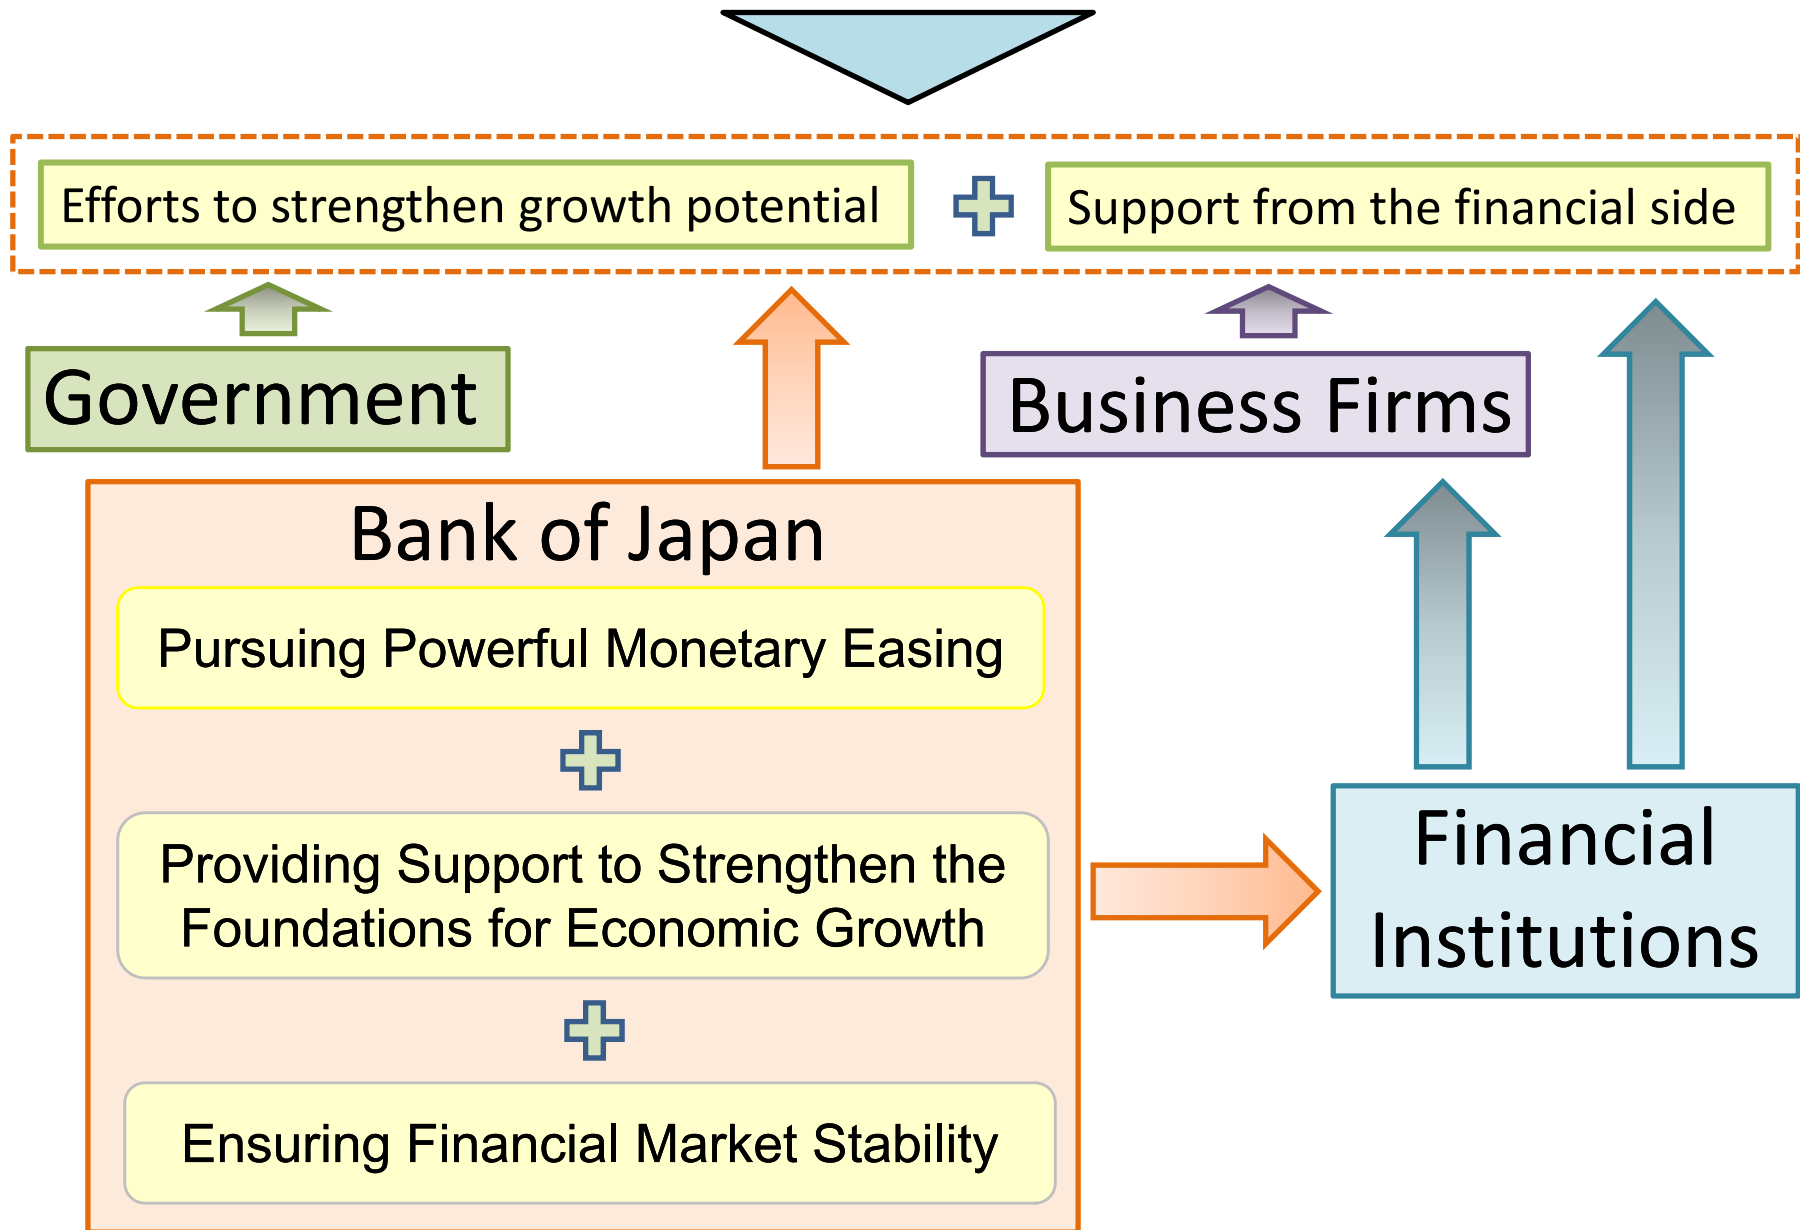 Efforts to strengthen growth potential
Support from the financial side
Government
Business Firms
Bank of Japan
Pursuing Powerful Monetary Easing
Providing Support to Strengthen the
Foundations for Economic Growth
Ensuring Financial Market Stability
Financial
Institutions